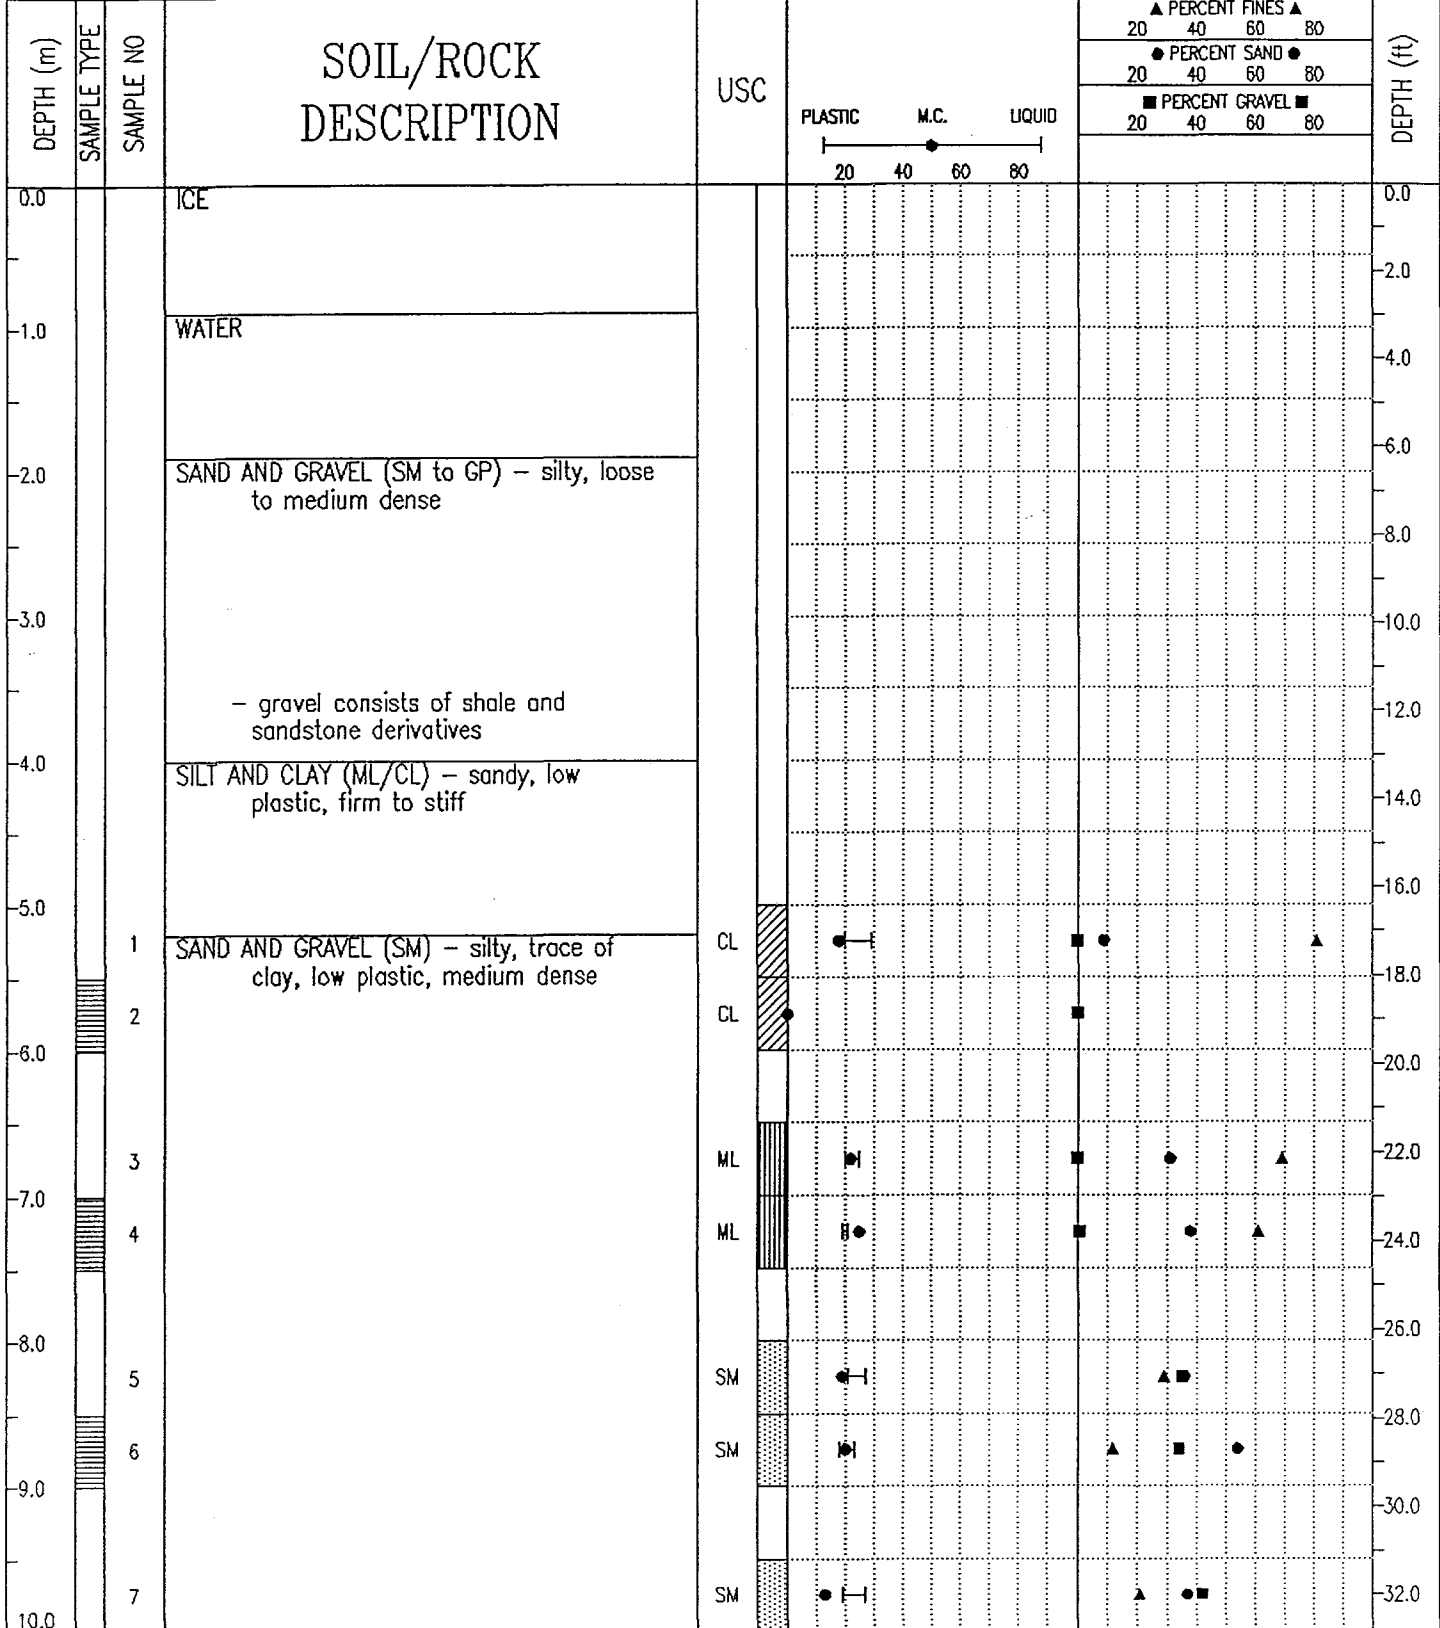 DEPTH (m)
SAMPLE TYPE
SAMPLE NO
SOIL/ROCK
DESCRIPTION
USC
PLASTIC M.C. LIQUID
20 40 60 80
▲ PERCENT FINES ▲
20 40 60 80
● PERCENT SAND ●
20 40 60 80
■ PERCENT GRAVEL ■
20 40 60 80
DEPTH (ft)
0.0 ICE 0.0
2.0
1.0 WATER
4.0
6.0
2.0 SAND AND GRAVEL (SM to GP) – silty, loose
to medium dense
8.0
3.0 10.0
– gravel consists of shale and
sandstone derivatives
12.0
4.0 SILT AND CLAY (ML/CL) – sandy, low
plastic, firm to stiff
14.0
16.0
5.0
1 SAND AND GRAVEL (SM) – silty, trace of CL
clay, low plastic, medium dense
18.0
2 CL
6.0 20.0
3 ML 22.0
7.0
4 ML 24.0
26.0
8.0
5 SM
28.0
6 SM
9.0 30.0
7 SM 32.0
10.0